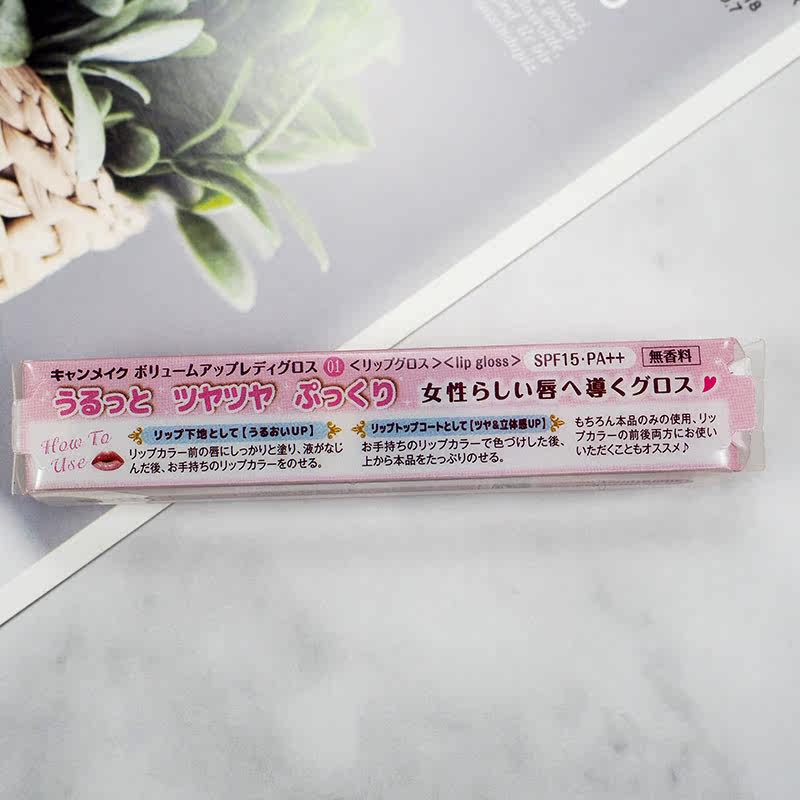 キャンメイク ボリュームアップレディグロス 01 <リップグロス><lip gloss> SPF15・PA++ 無香料
うるっと ツヤツヤ ぷっくり 女性らしい唇へ導くグロス♥
How To
Use
リップ下地として【うるおいUP】
リップカラー前の唇にしっかりと塗り、液がなじ
んだ後、お手持ちのリップカラーをのせる。
リップトップコートとして【ツヤ&立体感UP】
お手持ちのリップカラーで色づけした後、
上から本品をたっぷりのせる。
もちろん本品のみの使用、リッ
プカラーの前後両方にお使い
いただくこともオススメ♪